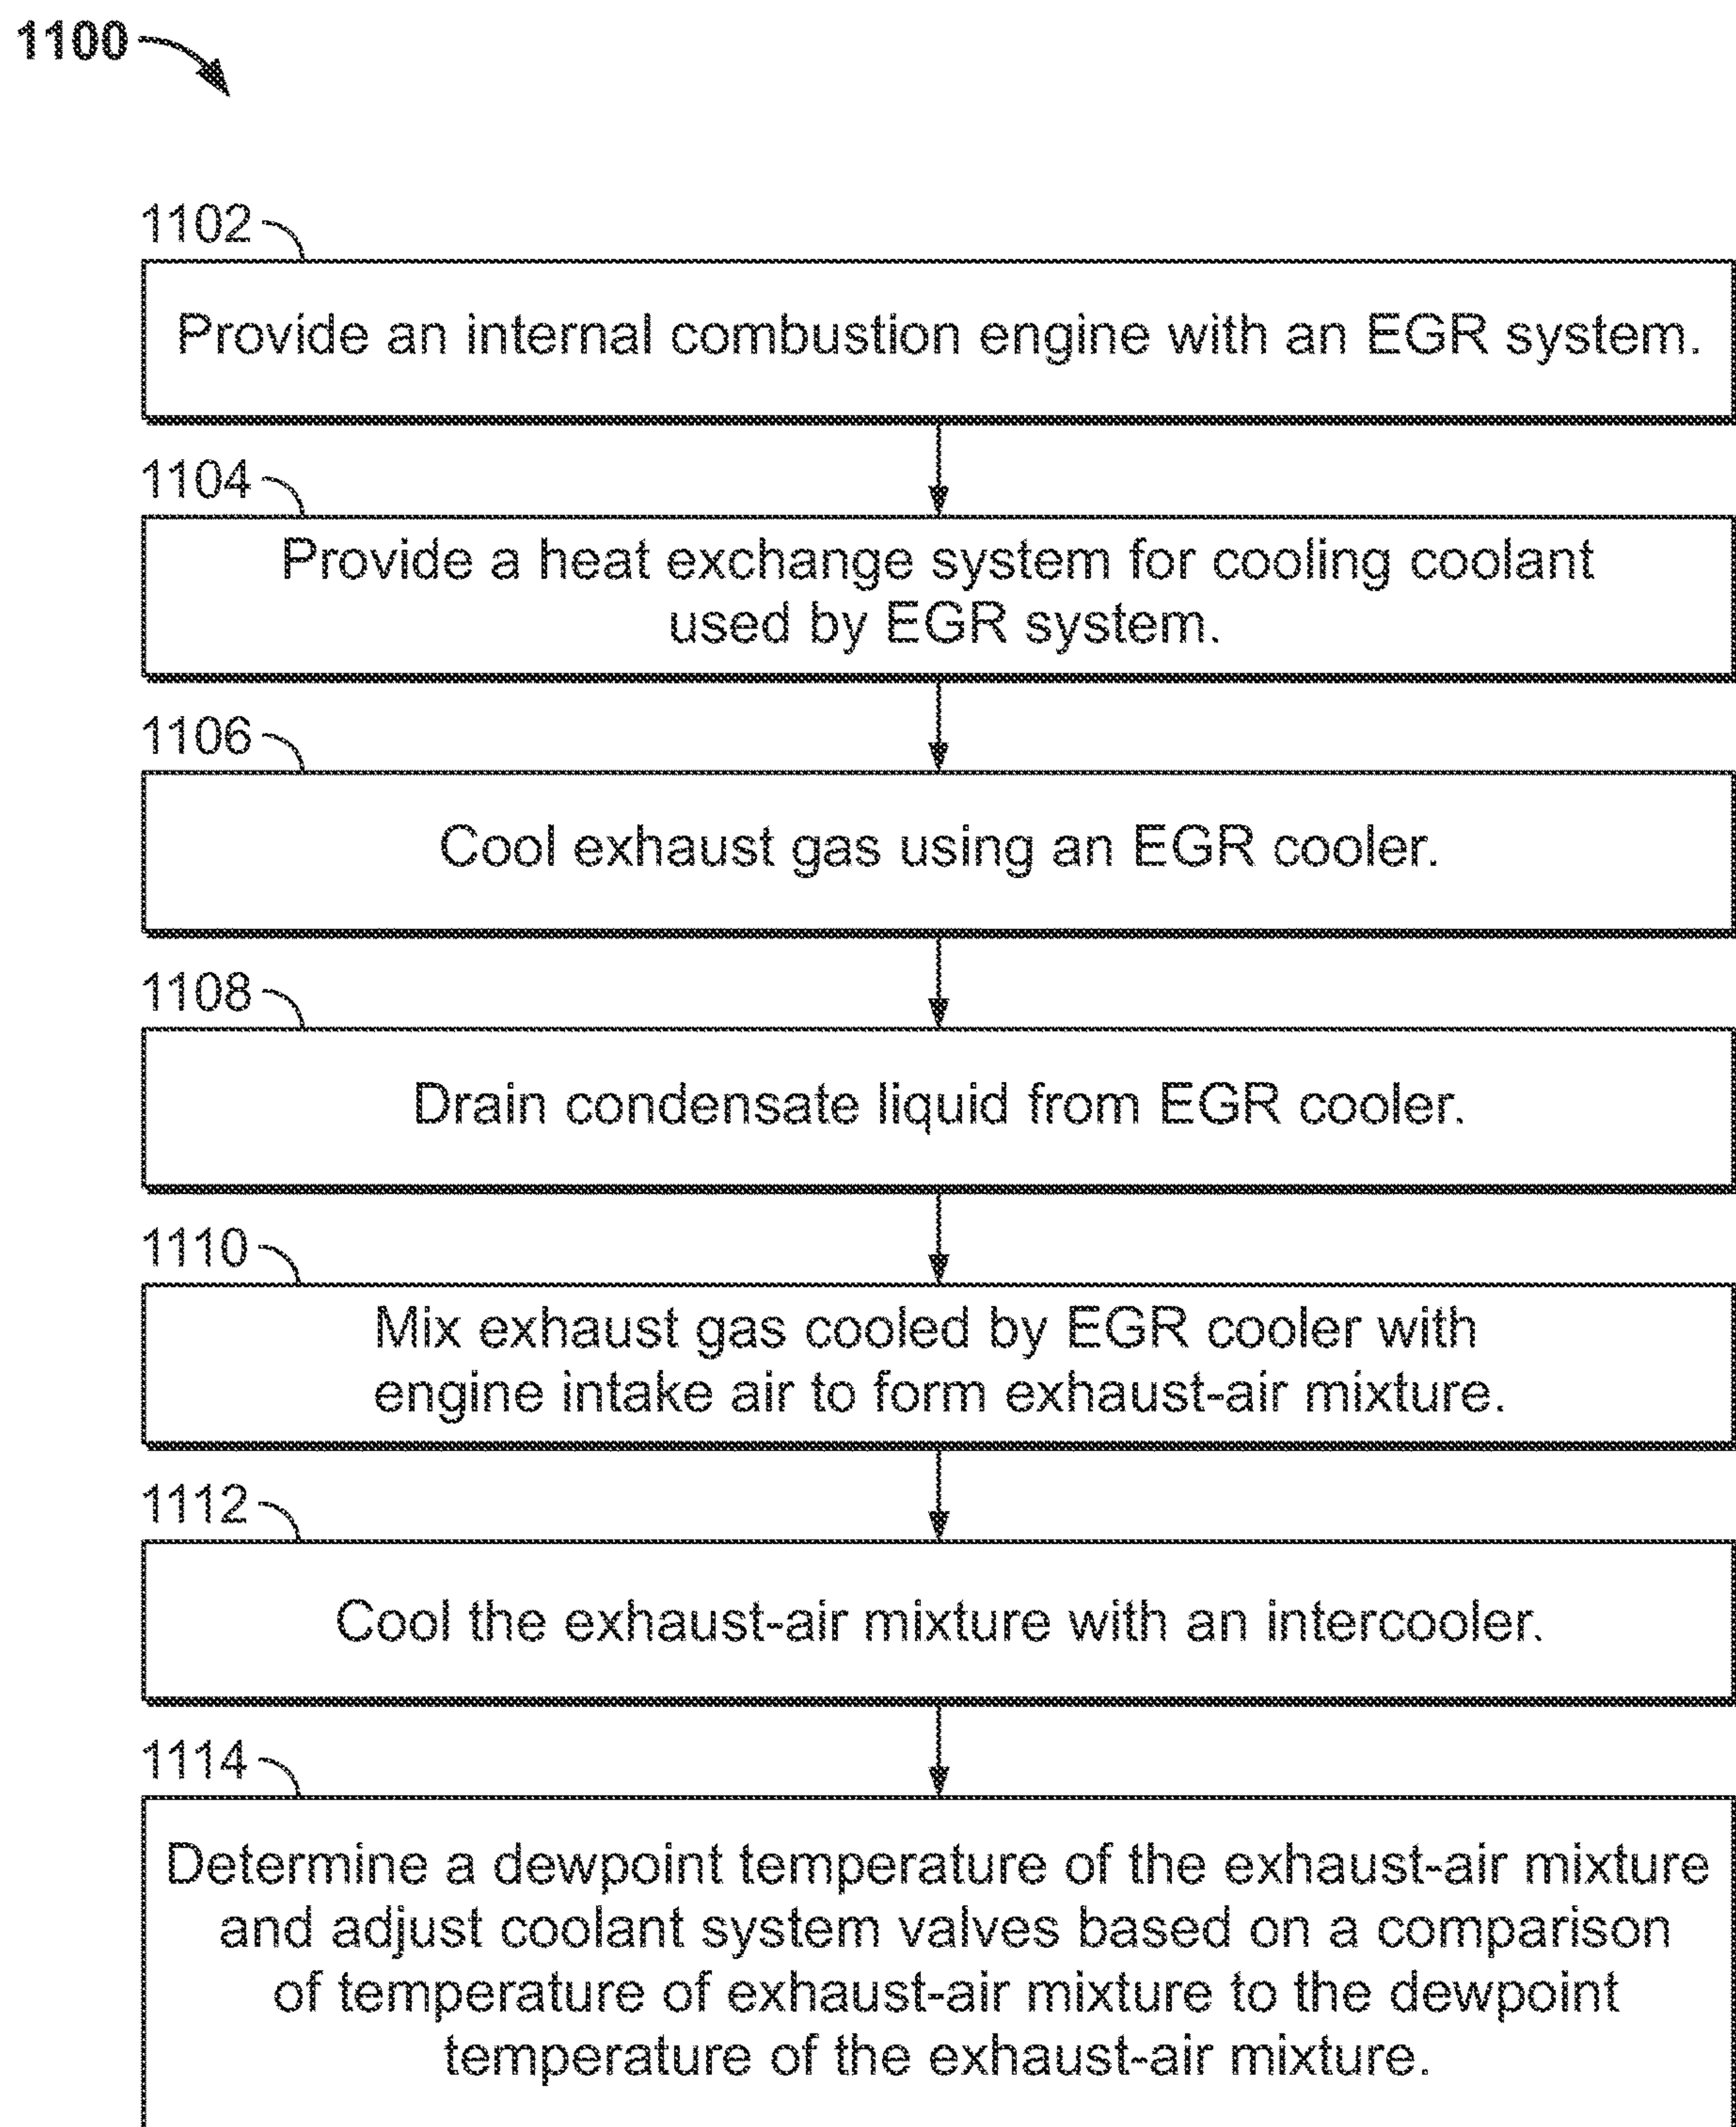 1100
1102
Provide an internal combustion engine with an EGR system.
1104
Provide a heat exchange system for cooling coolant
used by EGR system.
1106
Cool exhaust gas using an EGR cooler.
1108
Drain condensate liquid from EGR cooler.
1110
Mix exhaust gas cooled by EGR cooler with
engine intake air to form exhaust-air mixture.
1112
Cool the exhaust-air mixture with an intercooler.
1114
Determine a dewpoint temperature of the exhaust-air mixture
and adjust coolant system valves based on a comparison
of temperature of exhaust-air mixture to the dewpoint
temperature of the exhaust-air mixture.